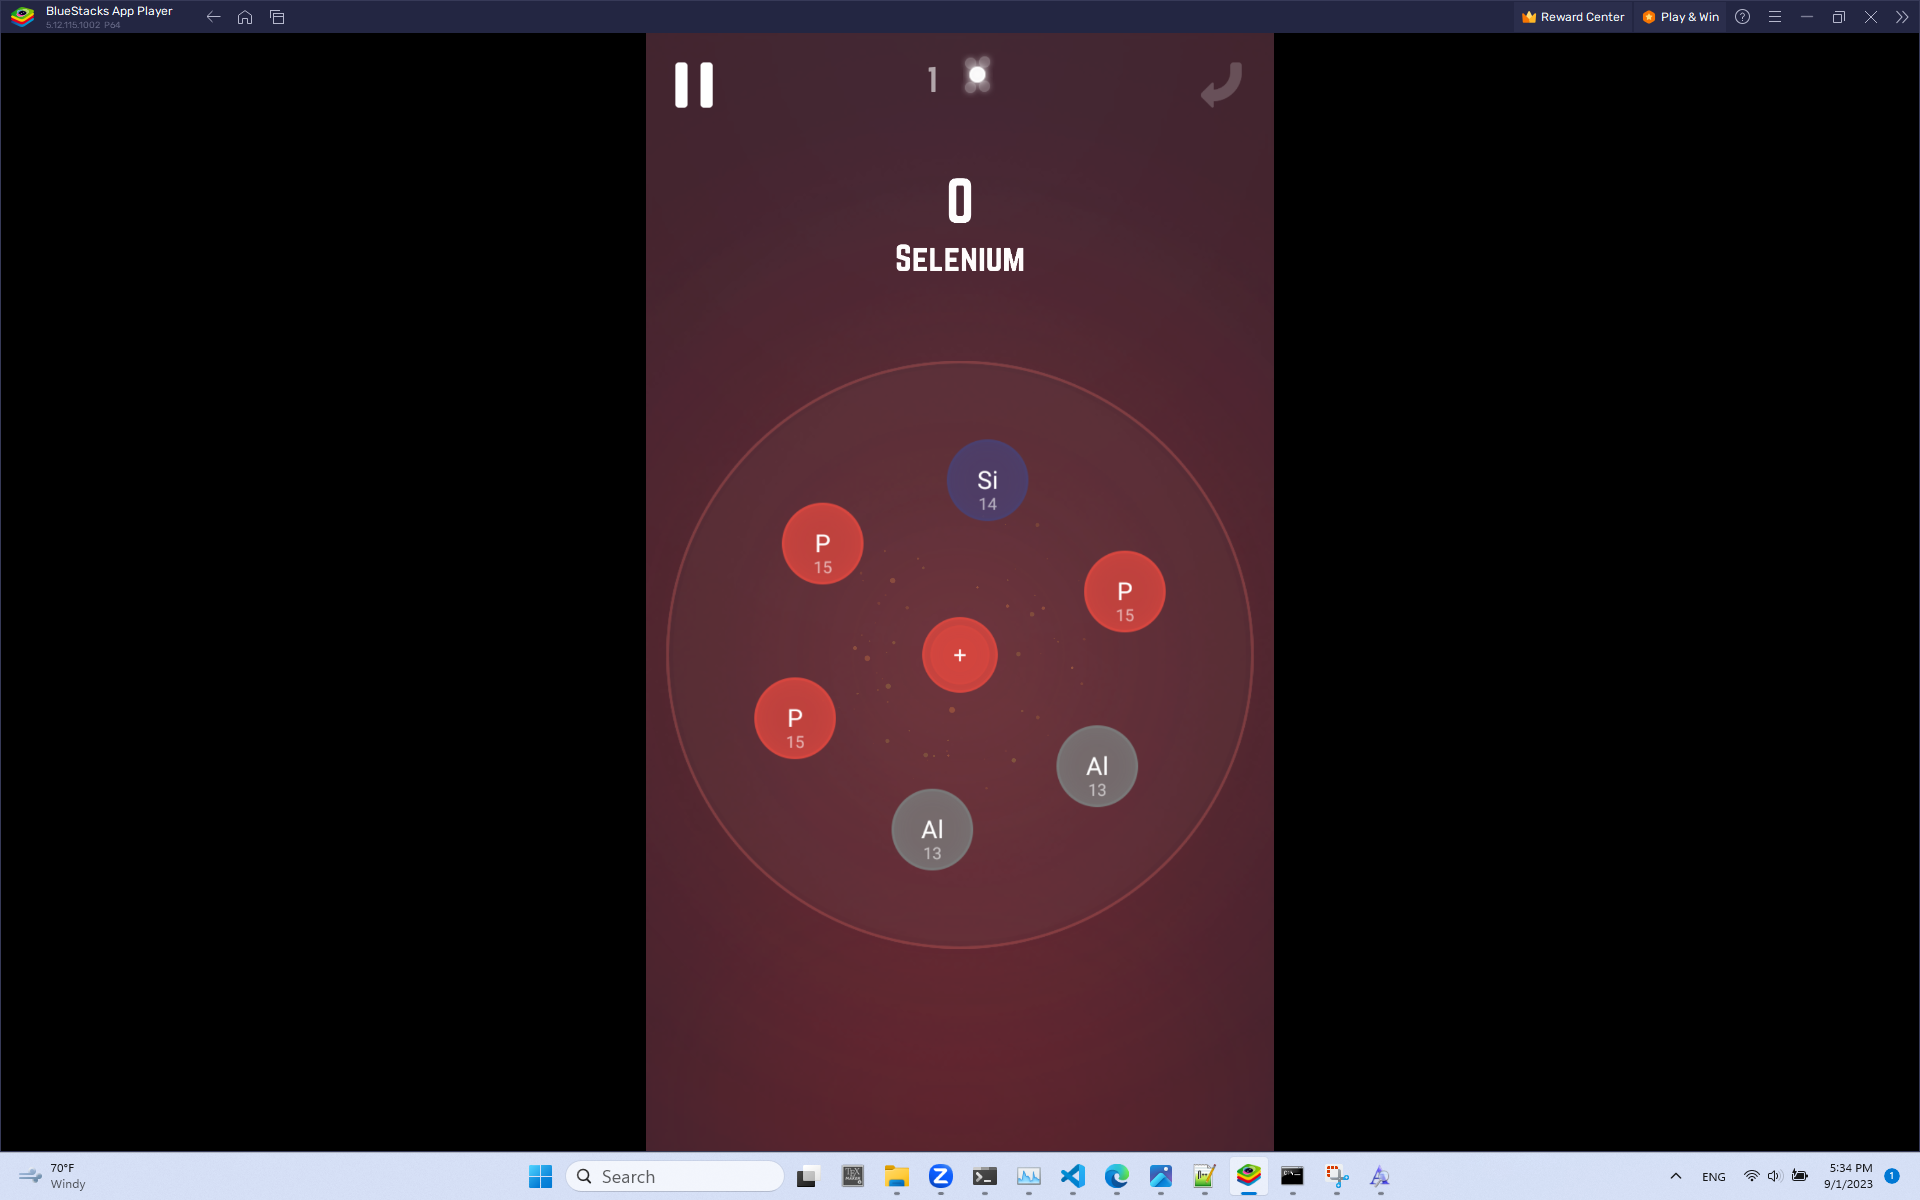 BlueStacks App Player
5.12.115.1002 P64
Reward Center
Play & Win
1
0
SELENIUM
Si
14
P
15
P
15
+
P
15
Al
13
Al
13
70°F
Windy
Search
ENG
5:34 PM
9/1/2023
1